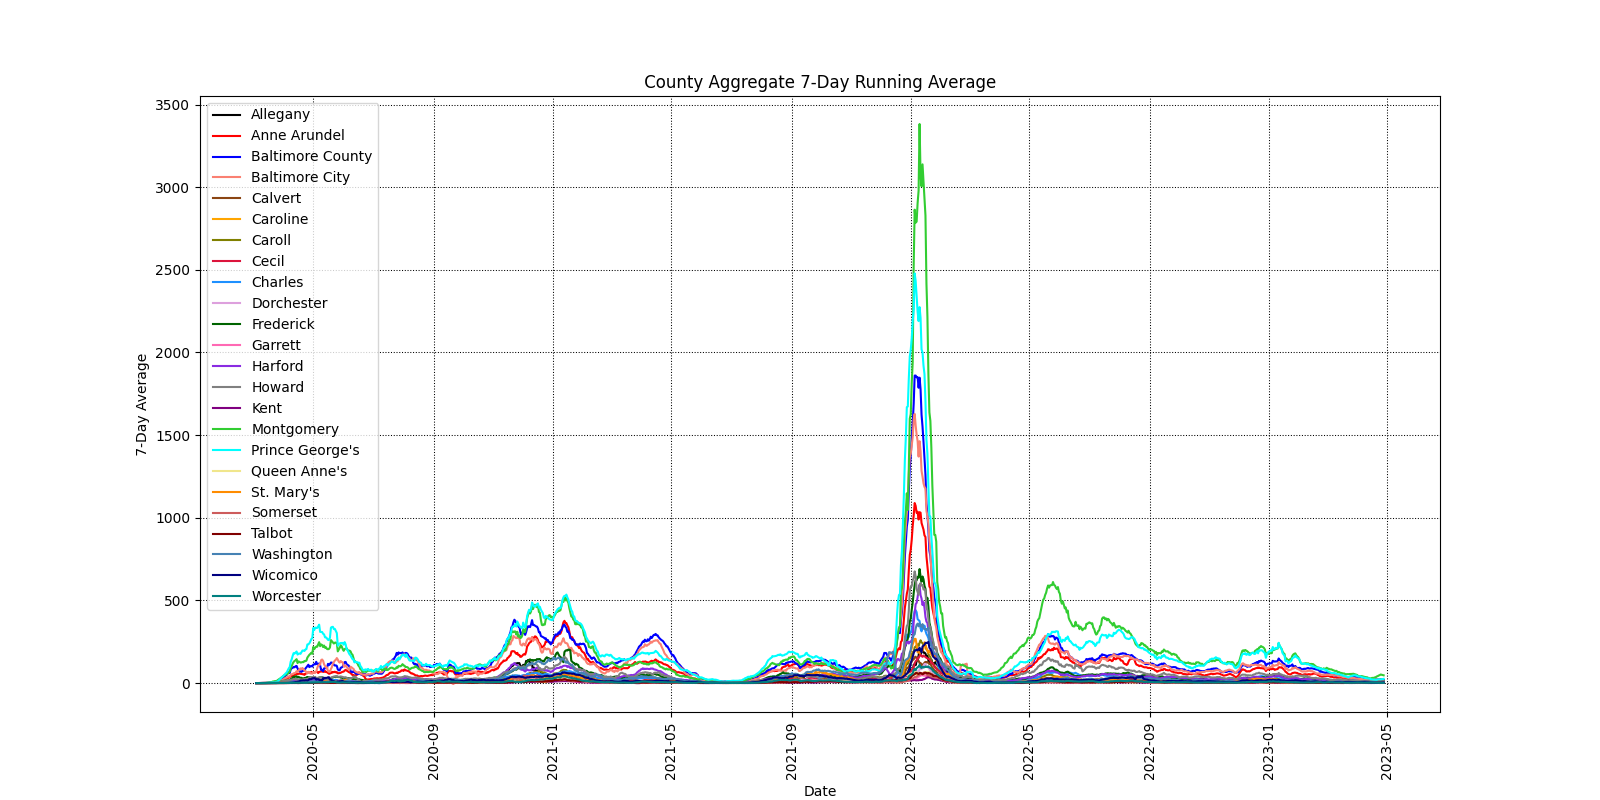 County Aggregate 7-Day Running Average
3500
3000
2500
2000
1500
1000
500
0
7-Day Average
Allegany
Anne Arundel
Baltimore County
Baltimore City
Calvert
Caroline
Caroll
Cecil
Charles
Dorchester
Frederick
Garrett
Harford
Howard
Kent
Montgomery
Prince George's
Queen Anne's
St. Mary's
Somerset
Talbot
Washington
Wicomico
Worcester
2020-05
2020-09
2021-01
2021-05
2021-09
2022-01
2022-05
2022-09
2023-01
2023-05
Date